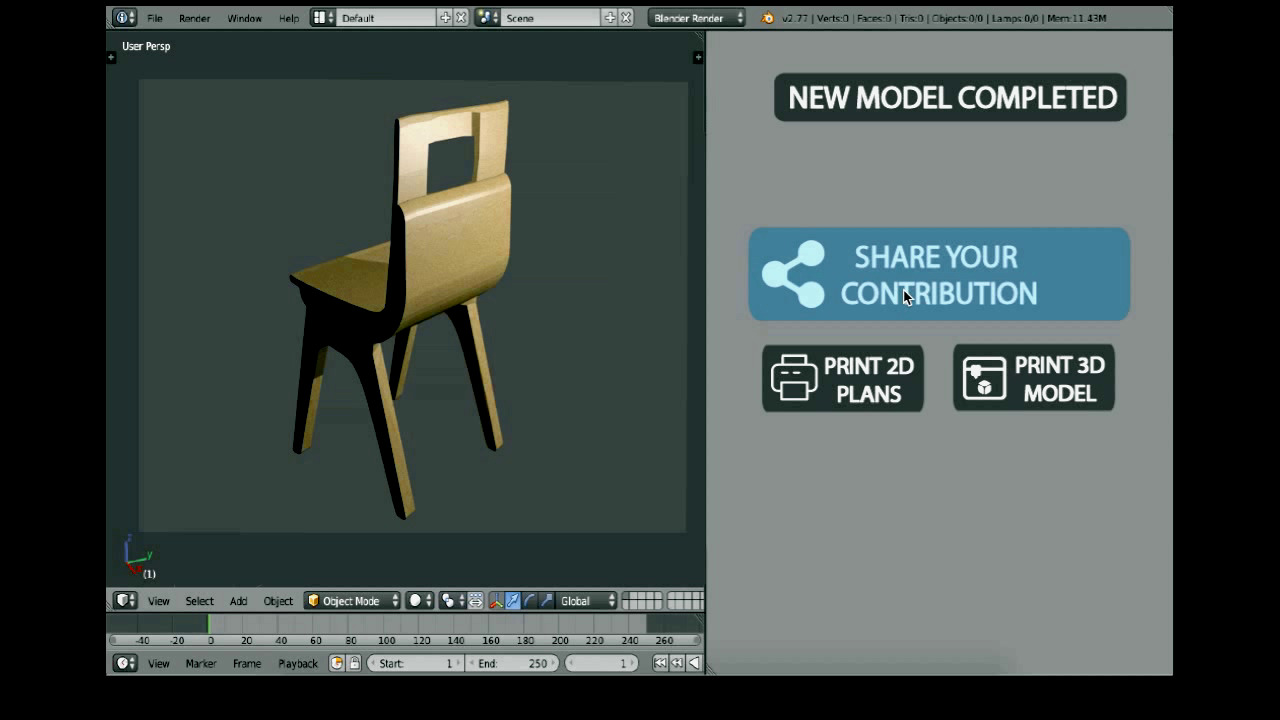 File Render Window Help Default Scene Blender Render v2.77 | Verts:0 | Faces:0 | Tris:0 | Objects:0/0 | Lamps:0/0 | Mem:11.43M
User Persp
NEW MODEL COMPLETED
SHARE YOUR
CONTRIBUTION
PRINT 2D
PLANS
PRINT 3D
MODEL
z
y
x
(1)
View Select Add Object Object Mode Global
-40 -20 0 20 40 60 80 100 120 140 160 180 200 220 240 260
View Marker Frame Playback Start: 1 End: 250 1